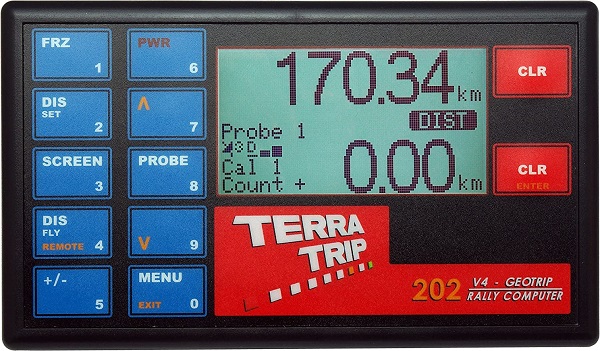 FRZ
1
PWR
6
DIS
SET
2
Λ
7
SCREEN
3
PROBE
8
DIS
FLY
REMOTE 4
V
9
+/-
5
MENU
EXIT 0
170.34 km
DIST
Probe 1
3D
Cal 1
Count +
0.00 km
CLR
CLR
ENTER
TERRA
TRIP
202 V4 - GEOTRIP
RALLY COMPUTER